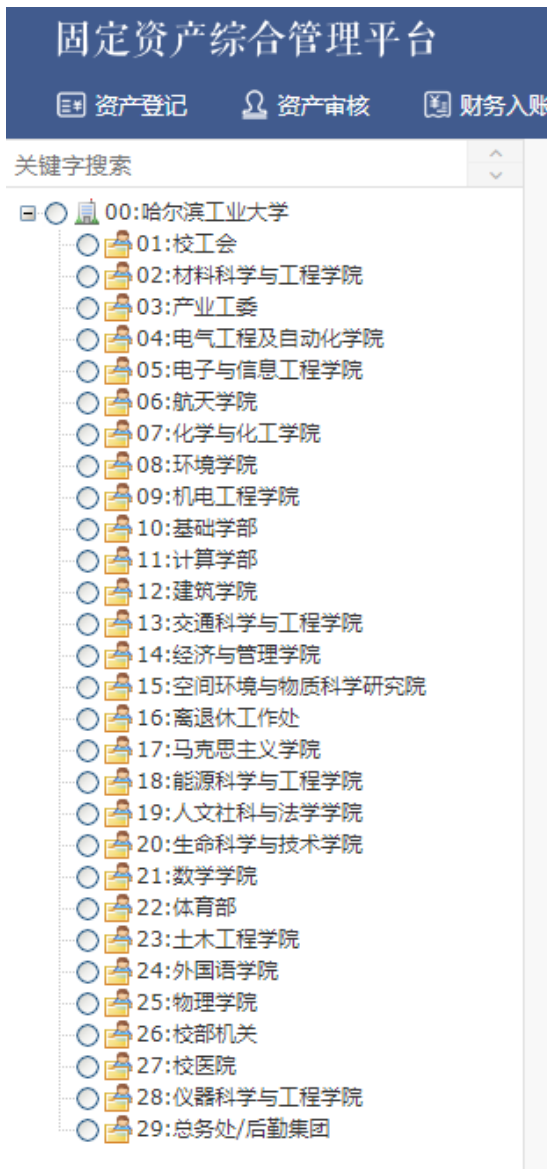 固定资产综合管理平台
资产登记 资产审核 财务入账
关键字搜索
00:哈尔滨工业大学
01:校工会
02:材料科学与工程学院
03:产业工委
04:电气工程及自动化学院
05:电子与信息工程学院
06:航天学院
07:化学与化工学院
08:环境学院
09:机电工程学院
10:基础学部
11:计算学部
12:建筑学院
13:交通科学与工程学院
14:经济与管理学院
15:空间环境与物质科学研究院
16:离退休工作处
17:马克思主义学院
18:能源科学与工程学院
19:人文社科与法学学院
20:生命科学与技术学院
21:数学学院
22:体育部
23:土木工程学院
24:外国语学院
25:物理学院
26:校部机关
27:校医院
28:仪器科学与工程学院
29:总务处/后勤集团